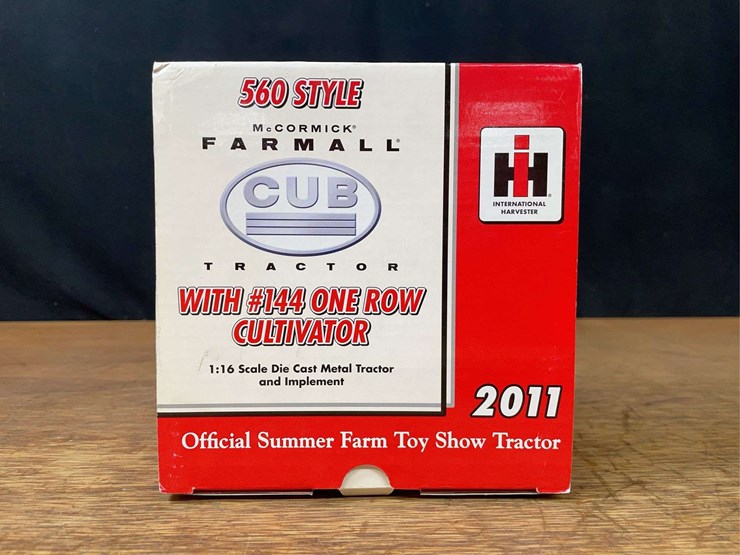 560 STYLE
McCORMICK®
FARMALL®
CUB
TRACTOR
WITH #144 ONE ROW
CULTIVATOR
1:16 Scale Die Cast Metal Tractor
and Implement
IH®
INTERNATIONAL
HARVESTER
2011
Official Summer Farm Toy Show Tractor